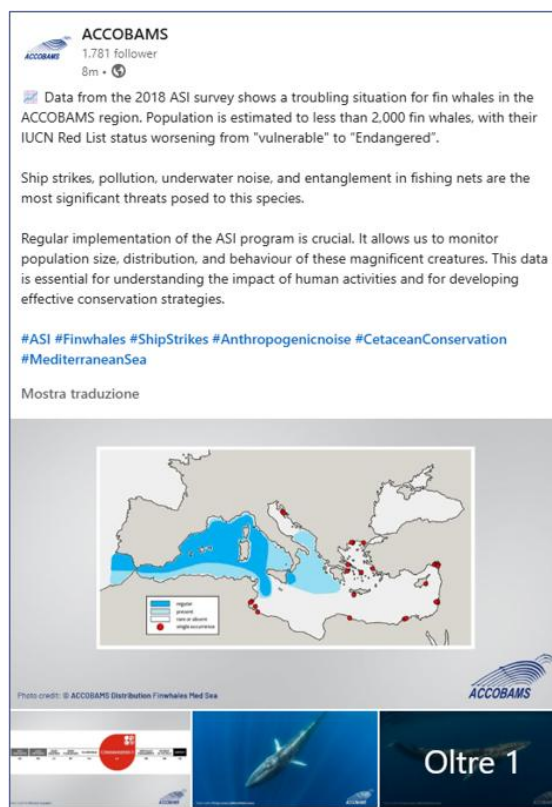 ACCOBAMS
1.781 follower
8m •
ACCOBAMS
Data from the 2018 ASI survey shows a troubling situation for fin whales in the
ACCOBAMS region. Population is estimated to less than 2,000 fin whales, with their
IUCN Red List status worsening from "vulnerable" to “Endangered”.
Ship strikes, pollution, underwater noise, and entanglement in fishing nets are the
most significant threats posed to this species.
Regular implementation of the ASI program is crucial. It allows us to monitor
population size, distribution, and behaviour of these magnificent creatures. This data
is essential for understanding the impact of human activities and for developing
effective conservation strategies.
#ASI #Finwhales #ShipStrikes #Anthropogenicnoise #CetaceanConservation
#MediterraneanSea
Mostra traduzione
regular
present
rare or absent
single occurrence
Photo credit: © ACCOBAMS Distribution Finwhales Med Sea
ACCOBAMS
Oltre 1